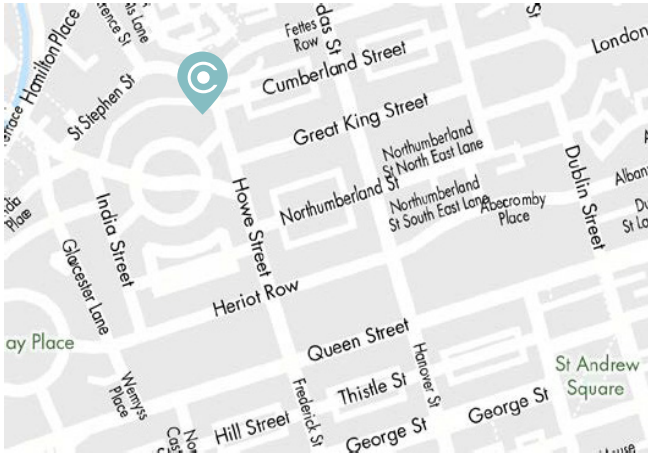 Hamilton Place
St Stephen St
Fettes
Row
Cumberland Street
London
Great King Street
Northumberland
St North East Lane
Northumberland St
Northumberland
St South East Lane
Abercromby
Place
Dublin Street
Howe Street
India Street
Gloucester Lane
Heriot Row
Queen Street
ay Place
Wemyss
Place
Hill Street
Frederick St
Thistle St
Hanover St
George St
George St
St Andrew
Square